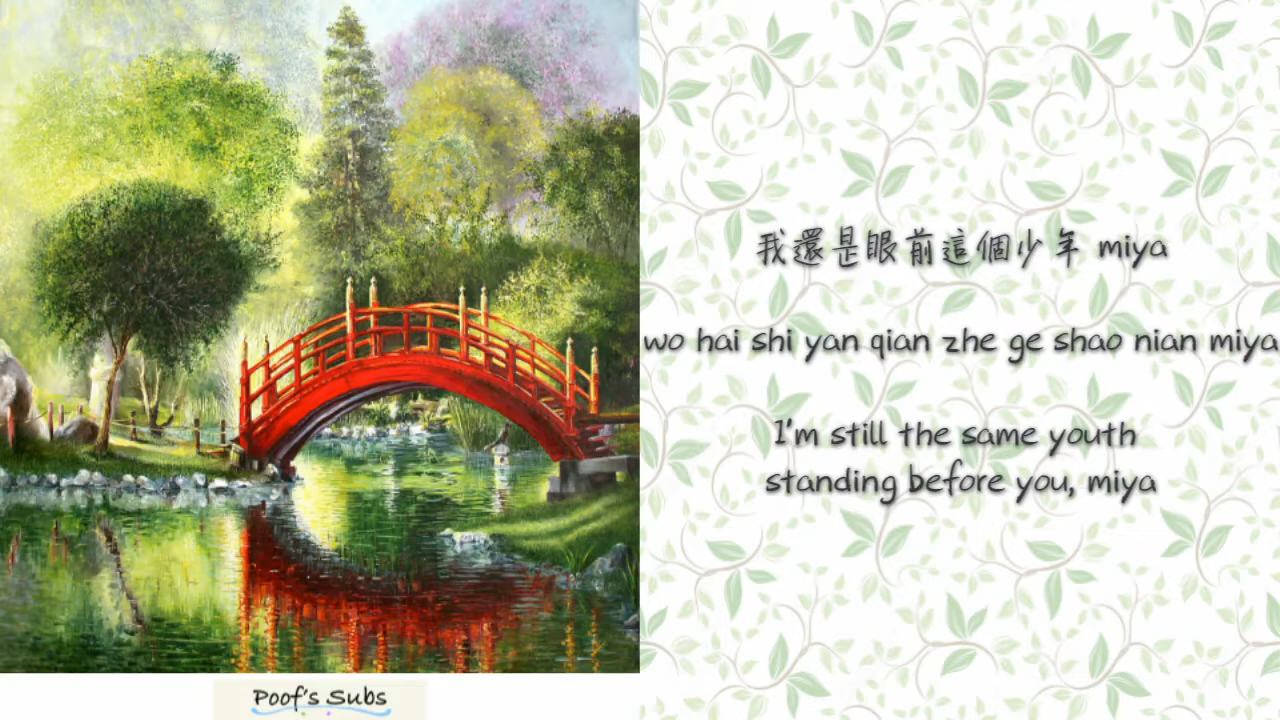 我還是眼前這個少年 miya
wo hai shi yan qian zhe ge shao nian miya
I'm still the same youth
standing before you, miya
Poof's Subs